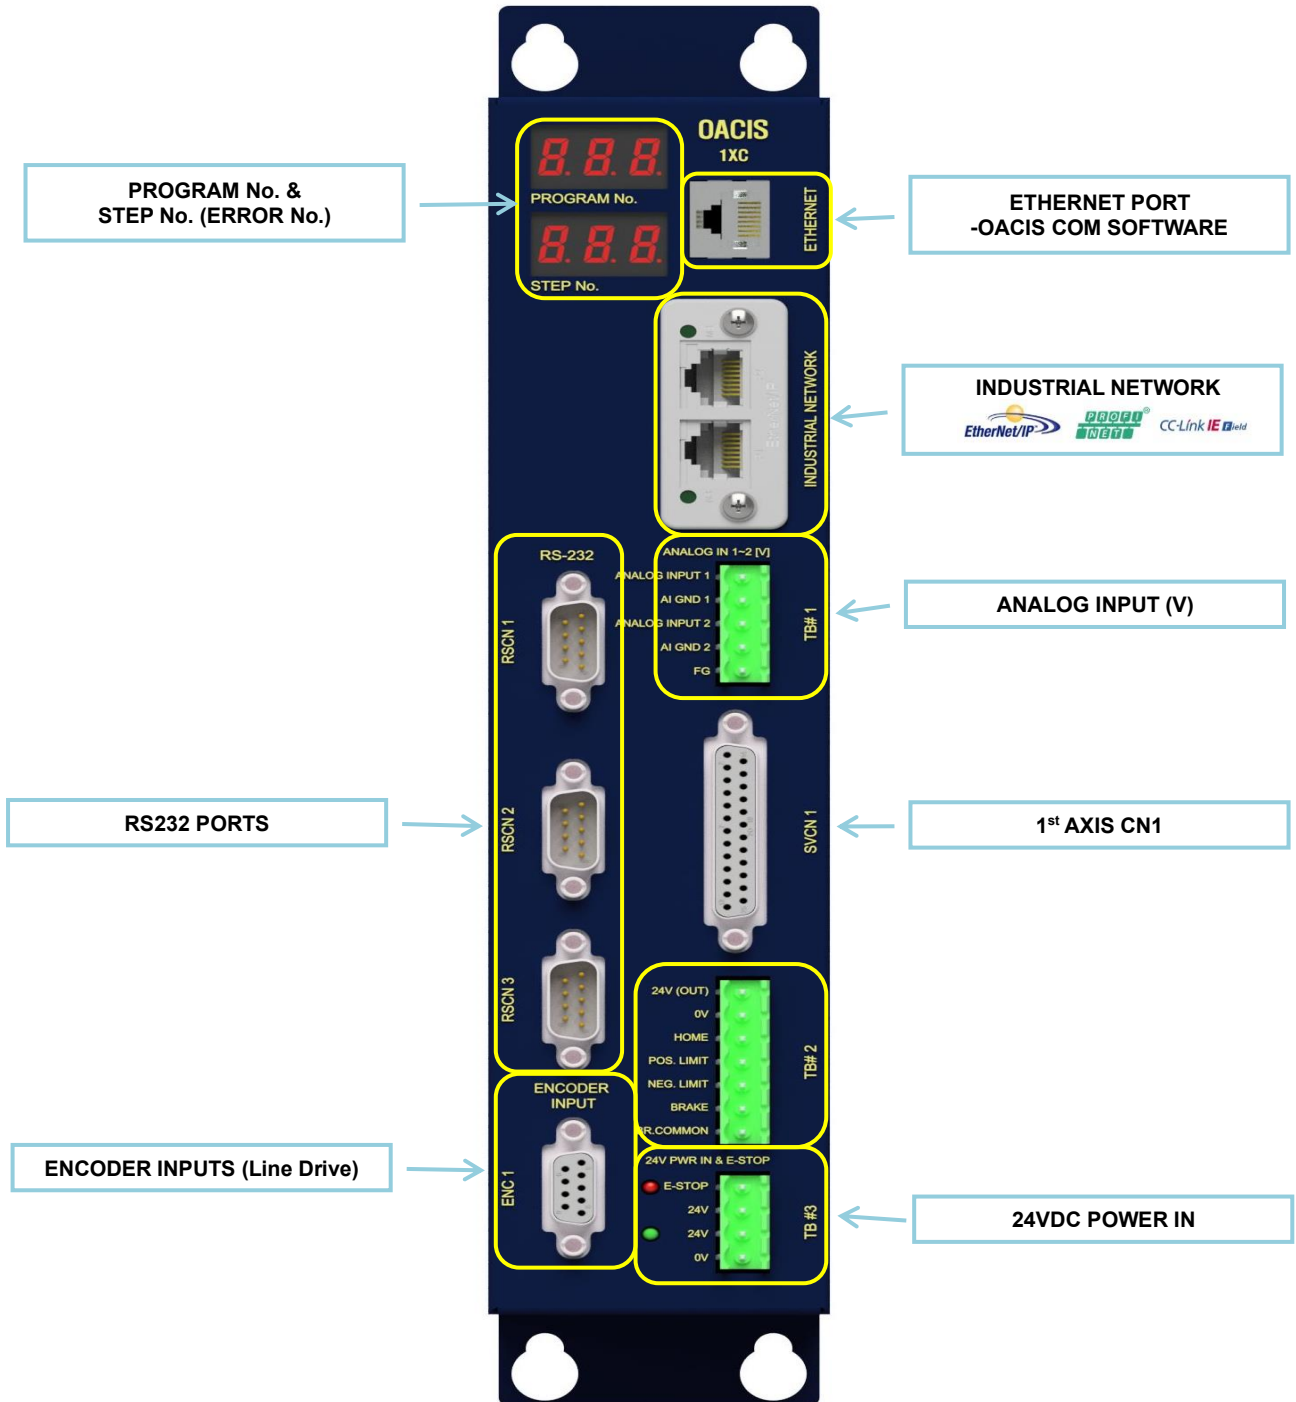 OACIS
1XC
PROGRAM No. &
STEP No. (ERROR No.)
8.8.8.
PROGRAM No.
8.8.8.
STEP No.
ETHERNET
ETHERNET PORT
-OACIS COM SOFTWARE
INDUSTRIAL NETWORK
EtherNet/IP
INDUSTRIAL NETWORK
EtherNet/IP
PROFI
NET
CC-Link IE Field
RS-232
RSCN 1
RSCN 2
RSCN 3
RS232 PORTS
ANALOG IN 1~2 [V]
ANALOG INPUT 1
AI GND 1
ANALOG INPUT 2
AI GND 2
FG
TB# 1
ANALOG INPUT (V)
SVCN 1
1st AXIS CN1
24V (OUT)
0V
HOME
POS. LIMIT
NEG. LIMIT
BRAKE
BR.COMMON
TB# 2
ENCODER
INPUT
ENC 1
ENCODER INPUTS (Line Drive)
24V PWR IN & E-STOP
E-STOP
24V
24V
0V
TB #3
24VDC POWER IN